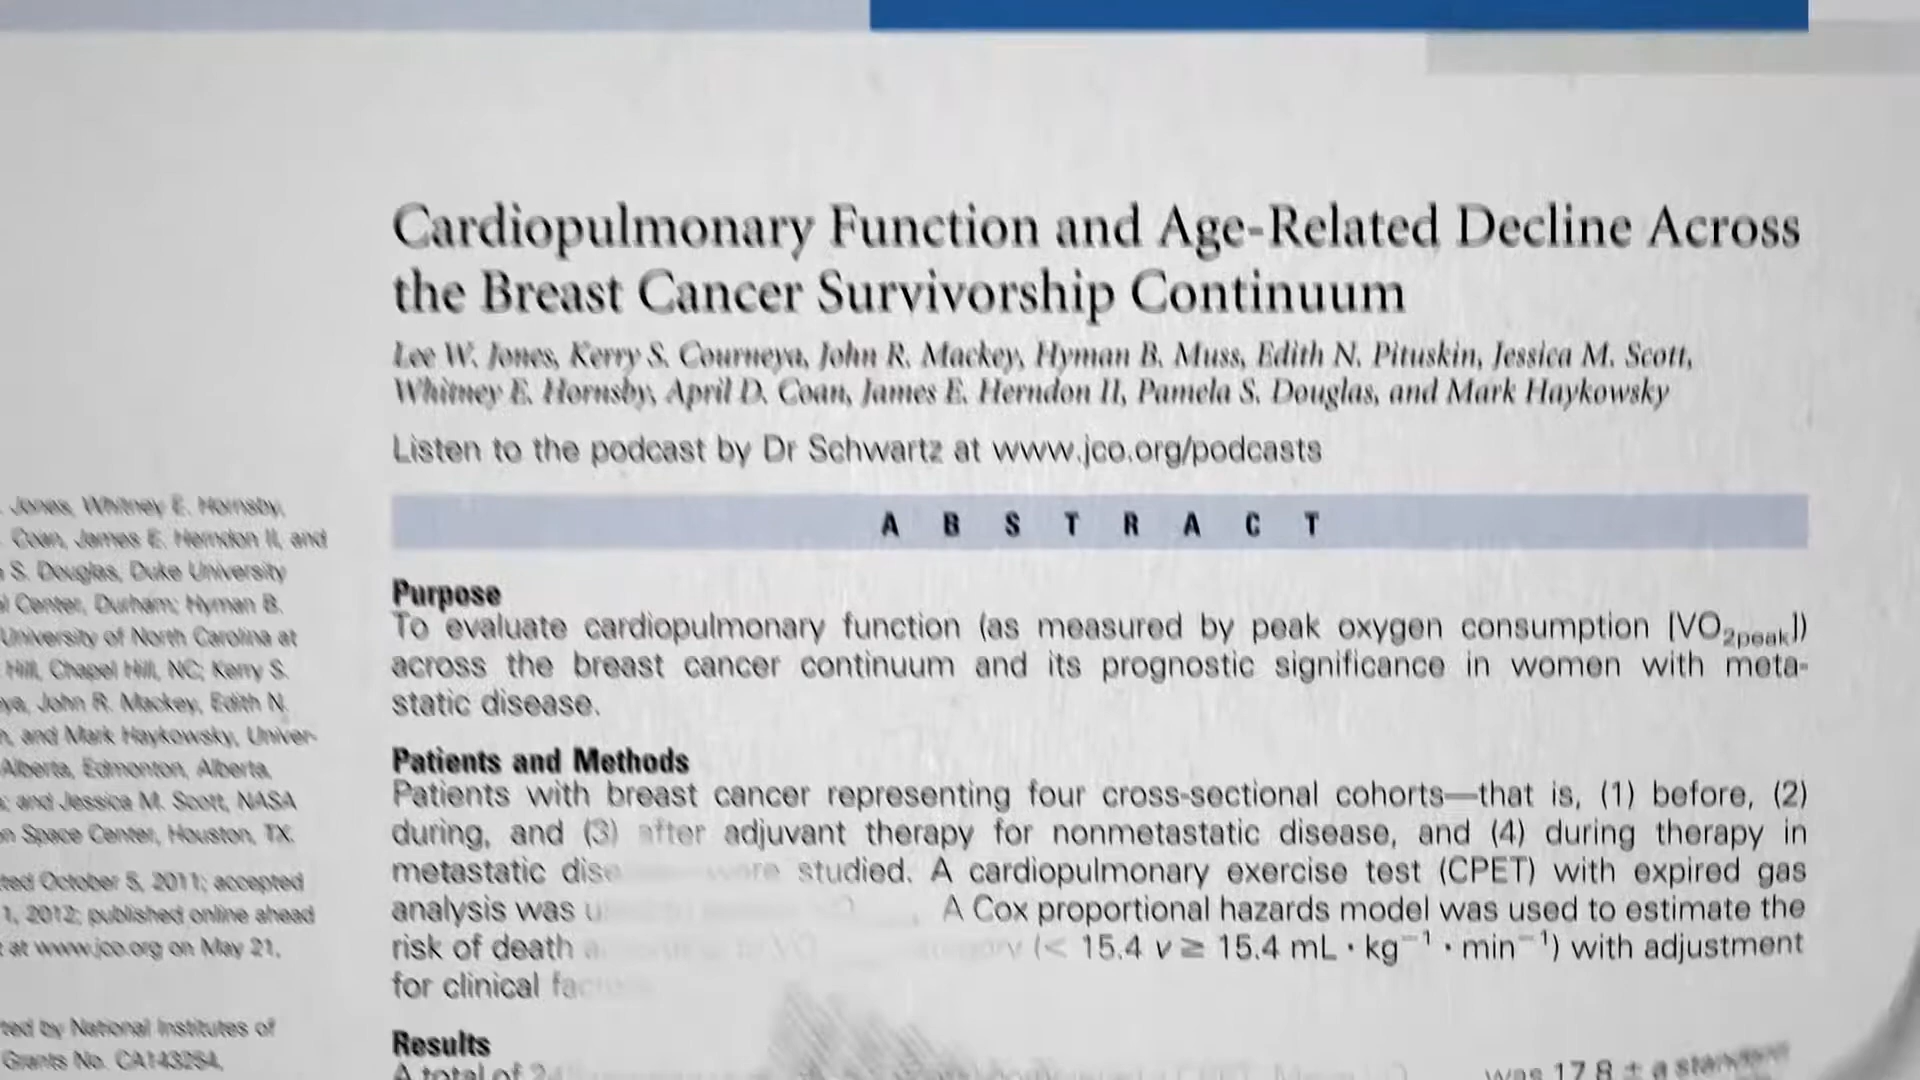 Cardiopulmonary Function and Age-Related Decline Across
the Breast Cancer Survivorship Continuum
Lee W. Jones, Kerry S. Courneya, John R. Mackey, Hyman B. Muss, Edith N. Pituskin, Jessica M. Scott,
Whitney E. Hornsby, April D. Coan, James E. Herndon II, Pamela S. Douglas, and Mark Haykowsky
Listen to the podcast by Dr Schwartz at www.jco.org/podcasts
Jones, Whitney E. Hornsby,
Coan, James E. Herndon II, and
S. Douglas, Duke University
Center, Durham; Hyman B.
University of North Carolina at
Hill, Chapel Hill, NC; Kerry S.
John R. Mackey, Edith N.
and Mark Haykowsky, Univer-
Alberta, Edmonton, Alberta,
and Jessica M. Scott, NASA
Space Center, Houston, TX.
October 5, 2011; accepted
1, 2012; published online ahead
at www.jco.org on May 21,
by National Institutes of
Grants No. CA143254,
ABSTRACT
Purpose
To evaluate cardiopulmonary function (as measured by peak oxygen consumption [VO2peak])
across the breast cancer continuum and its prognostic significance in women with meta-
static disease.
Patients and Methods
Patients with breast cancer representing four cross-sectional cohorts—that is, (1) before, (2)
during, and (3) after adjuvant therapy for nonmetastatic disease, and (4) during therapy in
metastatic were studied. A cardiopulmonary exercise test (CPET) with expired gas
analysis was A Cox proportional hazards model was used to estimate the
risk of death (< 15.4 v ≥ 15.4 mL · kg−1 · min−1) with adjustment
for clinical
Results
A total of was 17.8 ± a standard